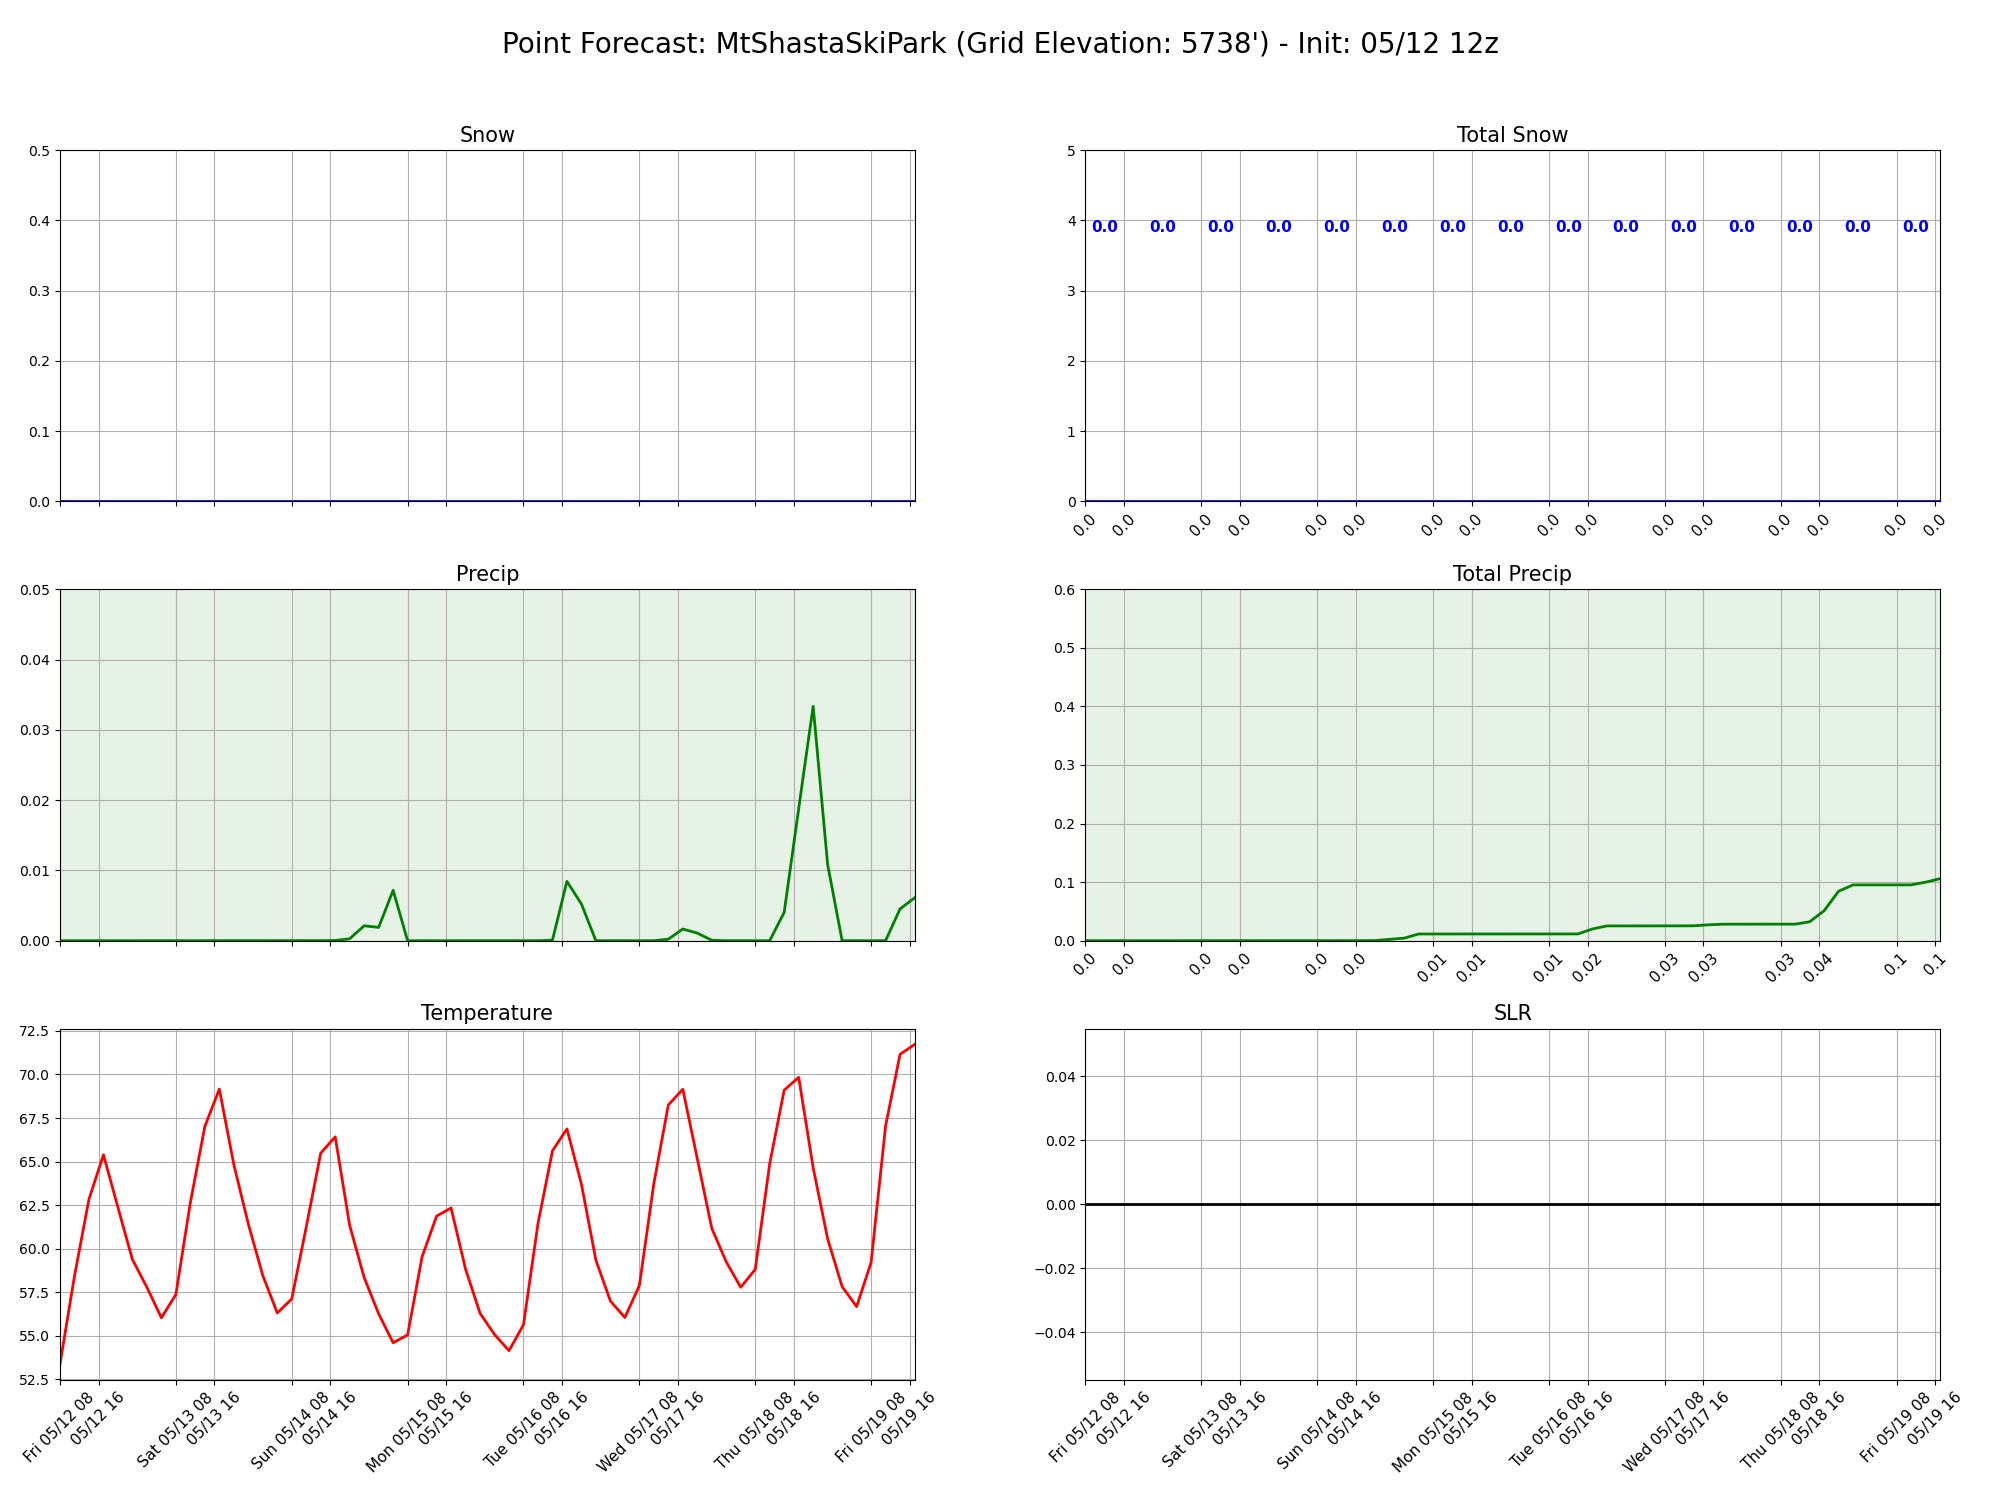 Point Forecast: MtShastaSkiPark (Grid Elevation: 5738') - Init: 05/12 12z
Snow
0.5
0.4
0.3
0.2
0.1
0.0
Total Snow
5
4
3
2
1
0
0.0 0.0 0.0 0.0 0.0 0.0 0.0 0.0 0.0 0.0 0.0 0.0 0.0 0.0 0.0
0.0 0.0 0.0 0.0 0.0 0.0 0.0 0.0 0.0 0.0 0.0 0.0 0.0 0.0 0.0 0.0
Precip
0.05
0.04
0.03
0.02
0.01
0.00
Total Precip
0.6
0.5
0.4
0.3
0.2
0.1
0.0
0.0 0.0 0.0 0.0 0.0 0.0 0.01 0.01 0.01 0.02 0.03 0.03 0.03 0.04 0.1 0.1
Temperature
72.5
70.0
67.5
65.0
62.5
60.0
57.5
55.0
52.5
Fri 05/12 08
05/12 16
Sat 05/13 08
05/13 16
Sun 05/14 08
05/14 16
Mon 05/15 08
05/15 16
Tue 05/16 08
05/16 16
Wed 05/17 08
05/17 16
Thu 05/18 08
05/18 16
Fri 05/19 08
05/19 16
SLR
0.04
0.02
0.00
−0.02
−0.04
Fri 05/12 08
05/12 16
Sat 05/13 08
05/13 16
Sun 05/14 08
05/14 16
Mon 05/15 08
05/15 16
Tue 05/16 08
05/16 16
Wed 05/17 08
05/17 16
Thu 05/18 08
05/18 16
Fri 05/19 08
05/19 16